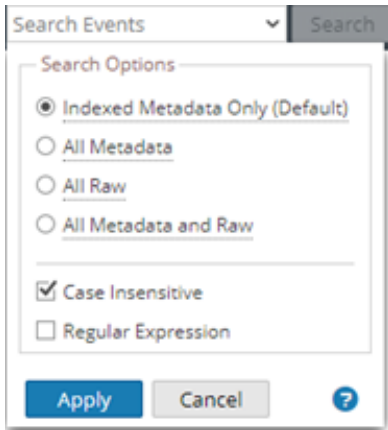 Search Events Search
Search Options
Indexed Metadata Only (Default)
All Metadata
All Raw
All Metadata and Raw
Case Insensitive
Regular Expression
Apply Cancel ?